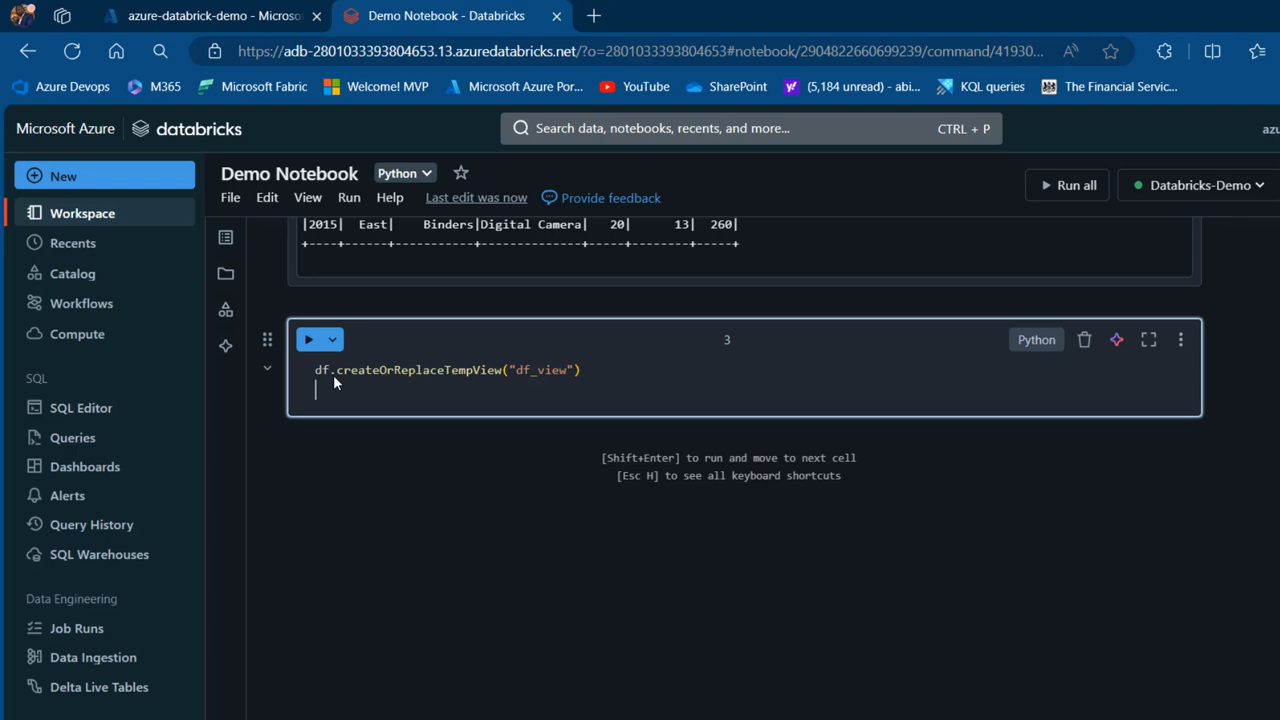 azure-databrick-demo - Microso
Demo Notebook - Databricks
https://adb-2801033393804653.13.azuredatabricks.net/?o=2801033393804653#notebook/2904822660699239/command/41930...
Azure Devops
M365
Microsoft Fabric
Welcome! MVP
Microsoft Azure Por...
YouTube
SharePoint
(5,184 unread) - abi...
KQL queries
The Financial Servic...
Microsoft Azure
databricks
Search data, notebooks, recents, and more...
CTRL + P
az
New
Workspace
Recents
Catalog
Workflows
Compute
SQL
SQL Editor
Queries
Dashboards
Alerts
Query History
SQL Warehouses
Data Engineering
Job Runs
Data Ingestion
Delta Live Tables
Demo Notebook
Python
File
Edit
View
Run
Help
Last edit was now
Provide feedback
Run all
Databricks-Demo
|2015|  East|    Binders|Digital Camera|   20|      13|  260|
+----+------+-----------+--------------+-----+--------+-----+
3
Python
df.createOrReplaceTempView("df_view")
[Shift+Enter] to run and move to next cell
[Esc H] to see all keyboard shortcuts